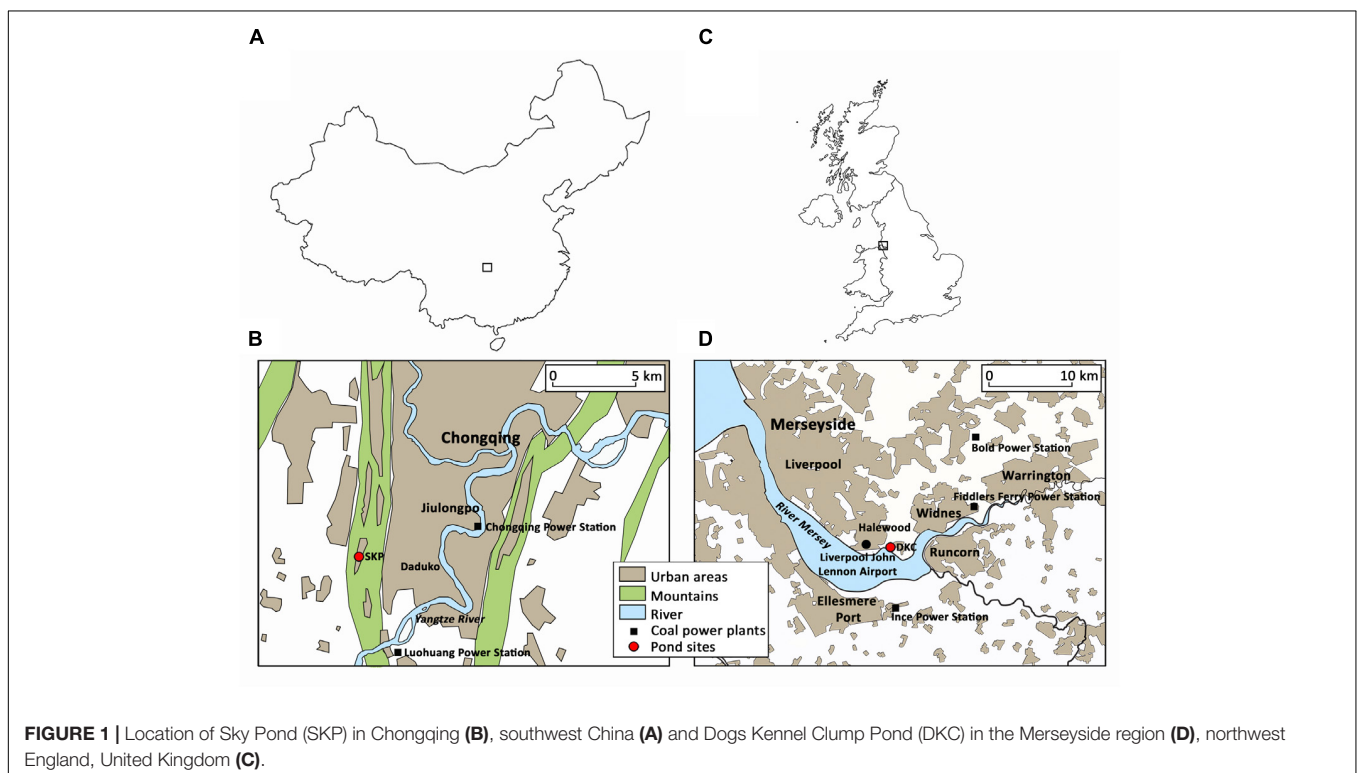 A
C
B
0 5 km
Chongqing
Jiulongpo
Chongqing Power Station
SKP
Daduko
Yangtze River
Luohuang Power Station
Urban areas
Mountains
River
Coal power plants
Pond sites
D
0 10 km
Merseyside
Liverpool
Bold Power Station
Warrington
Fiddlers Ferry Power Station
Widnes
River Mersey
Halewood
DKC
Runcorn
Liverpool John
Lennon Airport
Ellesmere
Port
Ince Power Station
FIGURE 1 | Location of Sky Pond (SKP) in Chongqing (B), southwest China (A) and Dogs Kennel Clump Pond (DKC) in the Merseyside region (D), northwest
England, United Kingdom (C).